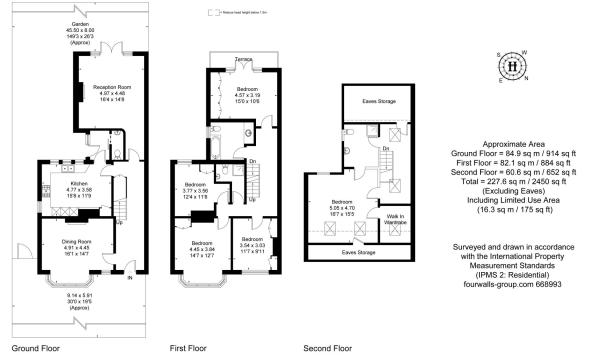 = Reduce head height below 1.5m
Garden
45.50 x 8.00
149'3 x 26'3
(Approx)
Reception Room
4.97 x 4.48
16'4 x 14'8
Kitchen
4.77 x 3.58
15'8 x 11'9
Dining Room
4.91 x 4.45
16'1 x 14'7
IN
Up
9.14 x 5.91
30'0 x 19'5
(Approx)
Ground Floor
Terrace
Bedroom
4.57 x 3.19
15'0 x 10'6
Dn
Bedroom
3.77 x 3.56
12'4 x 11'8
Up
Bedroom
4.45 x 3.84
14'7 x 12'7
Bedroom
3.54 x 3.03
11'7 x 9'11
First Floor
Eaves Storage
Dn
Bedroom
5.05 x 4.70
16'7 x 15'5
Walk In
Wardrobe
Eaves Storage
Second Floor
S
W
H
E
N
Approximate Area
Ground Floor = 84.9 sq m / 914 sq ft
First Floor = 82.1 sq m / 884 sq ft
Second Floor = 60.6 sq m / 652 sq ft
Total = 227.6 sq m / 2450 sq ft
(Excluding Eaves)
Including Limited Use Area
(16.3 sq m / 175 sq ft)
Surveyed and drawn in accordance
with the International Property
Measurement Standards
(IPMS 2: Residential)
fourwalls-group.com 668993